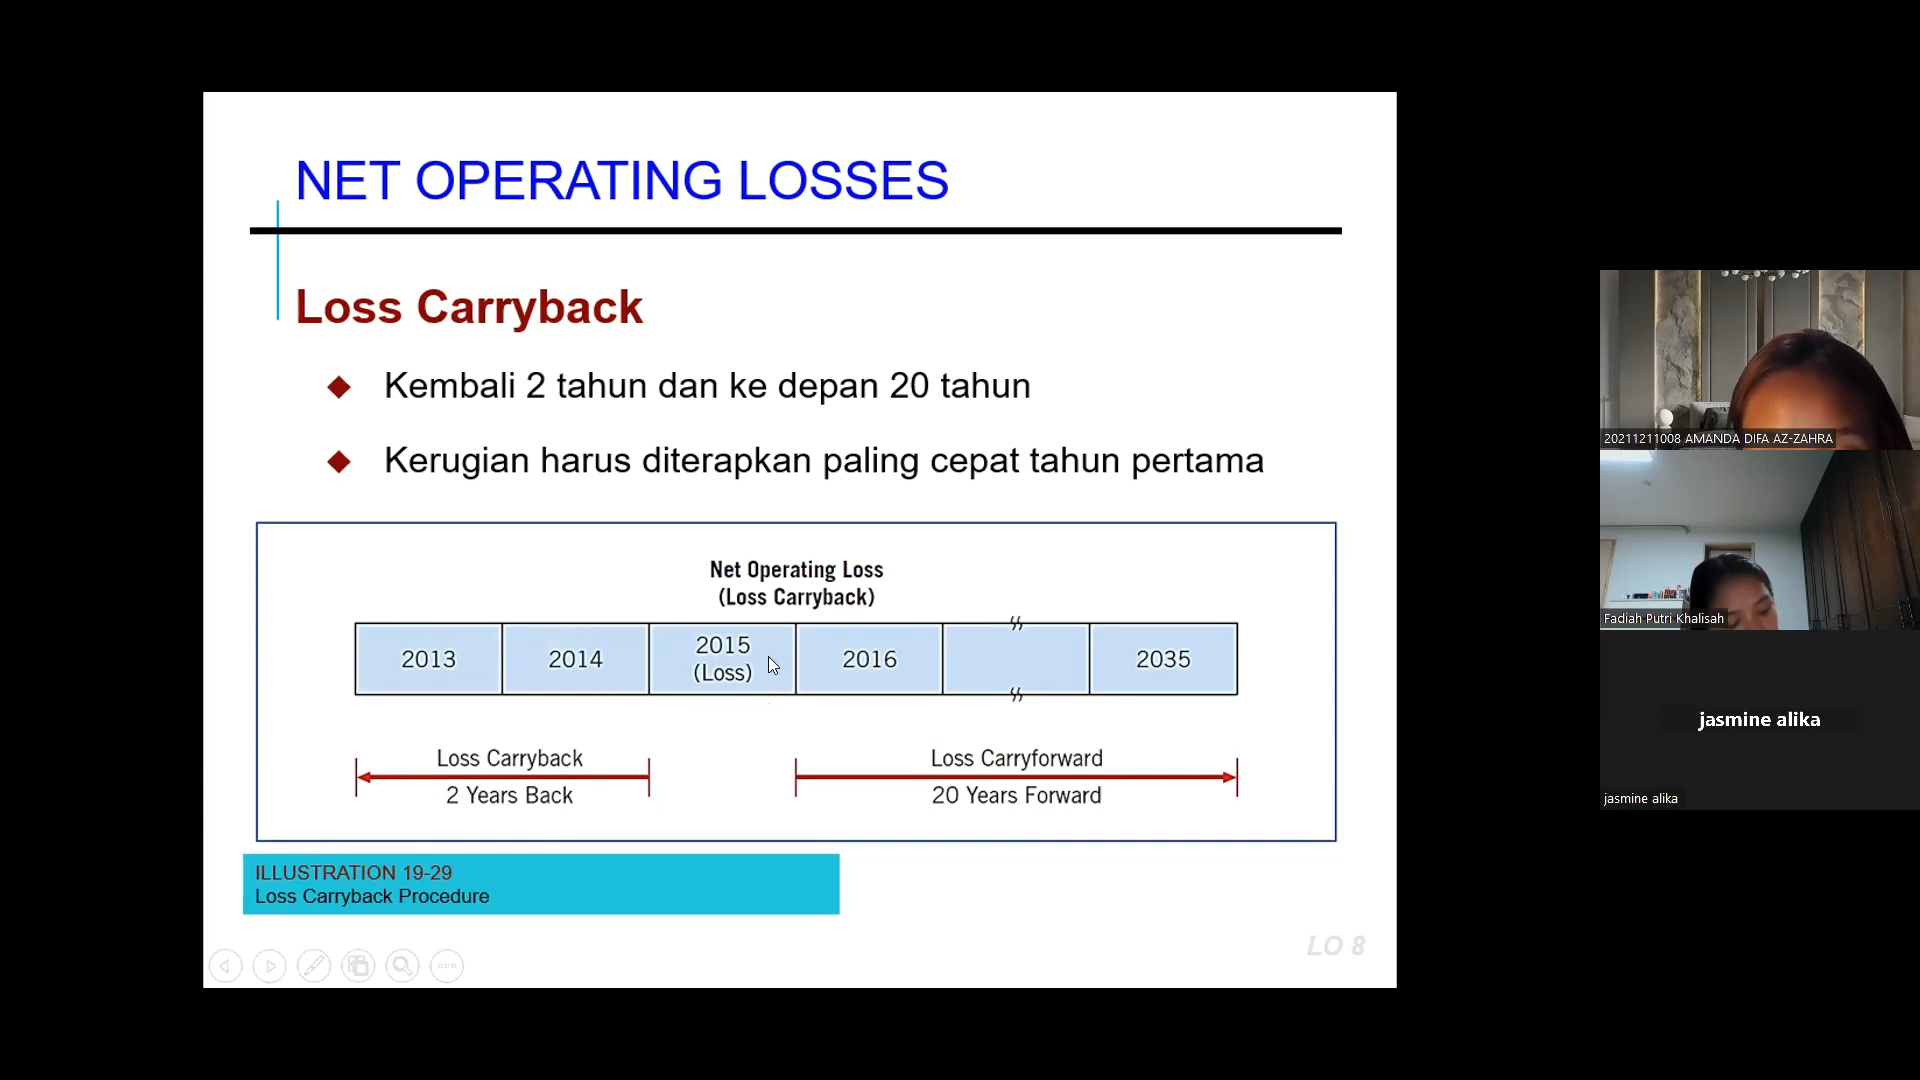 NET OPERATING LOSSES
Loss Carryback
Kembali 2 tahun dan ke depan 20 tahun
Kerugian harus diterapkan paling cepat tahun pertama
Net Operating Loss
(Loss Carryback)
2013
2014
2015
(Loss)
2016
2035
Loss Carryback
2 Years Back
Loss Carryforward
20 Years Forward
ILLUSTRATION 19-29
Loss Carryback Procedure
LO 8
20211211008 AMANDA DIFA AZ-ZAHRA
Fadiah Putri Khalisah
jasmine alika
jasmine alika